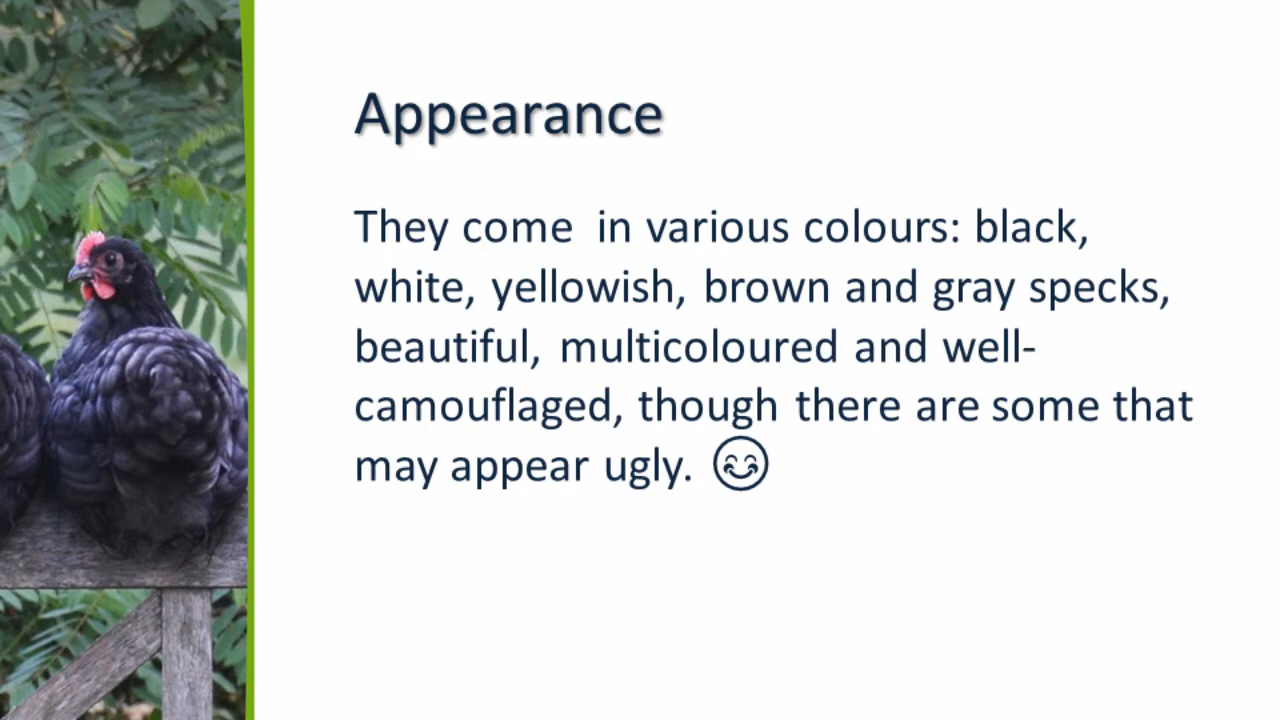 Appearance
They come in various colours: black,
white, yellowish, brown and gray specks,
beautiful, multicoloured and well-
camouflaged, though there are some that
may appear ugly. 😊